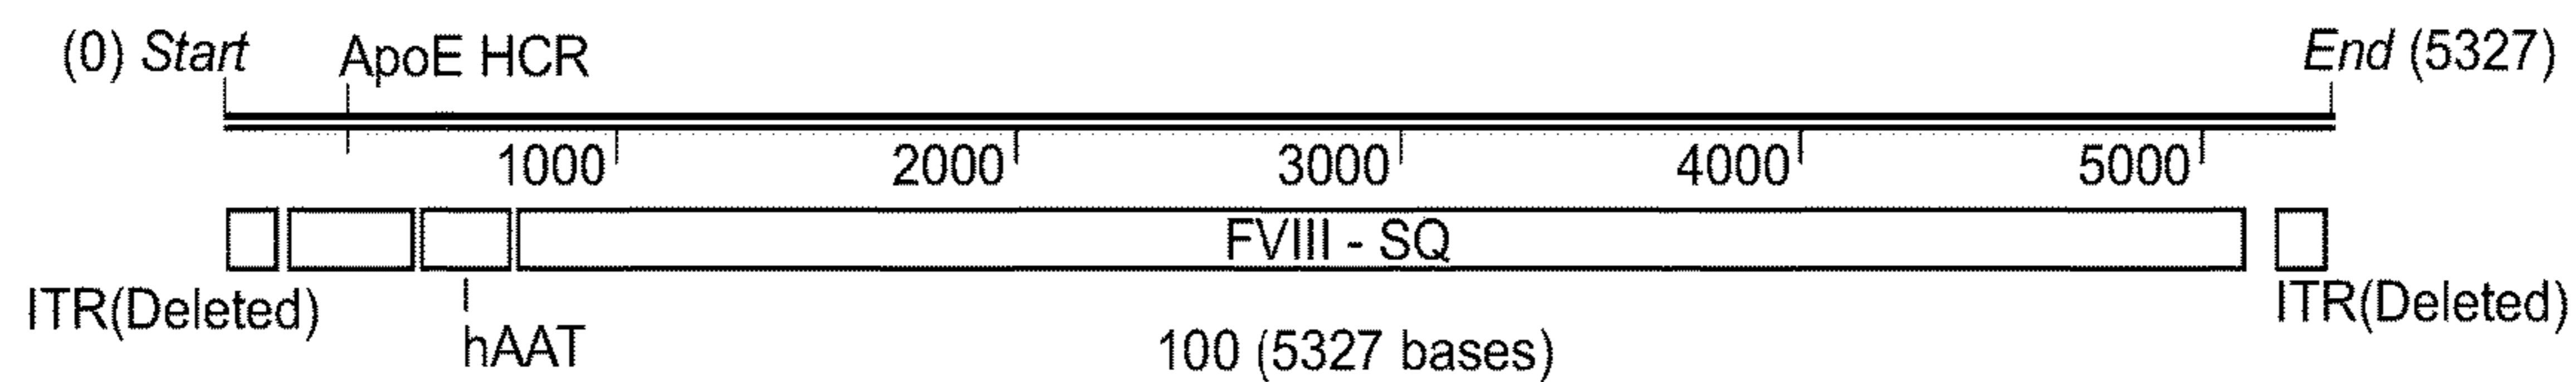 (0) Start ApoE HCR End (5327)
1000 2000 3000 4000 5000
FVIII - SQ
ITR(Deleted) ITR(Deleted)
hAAT 100 (5327 bases)